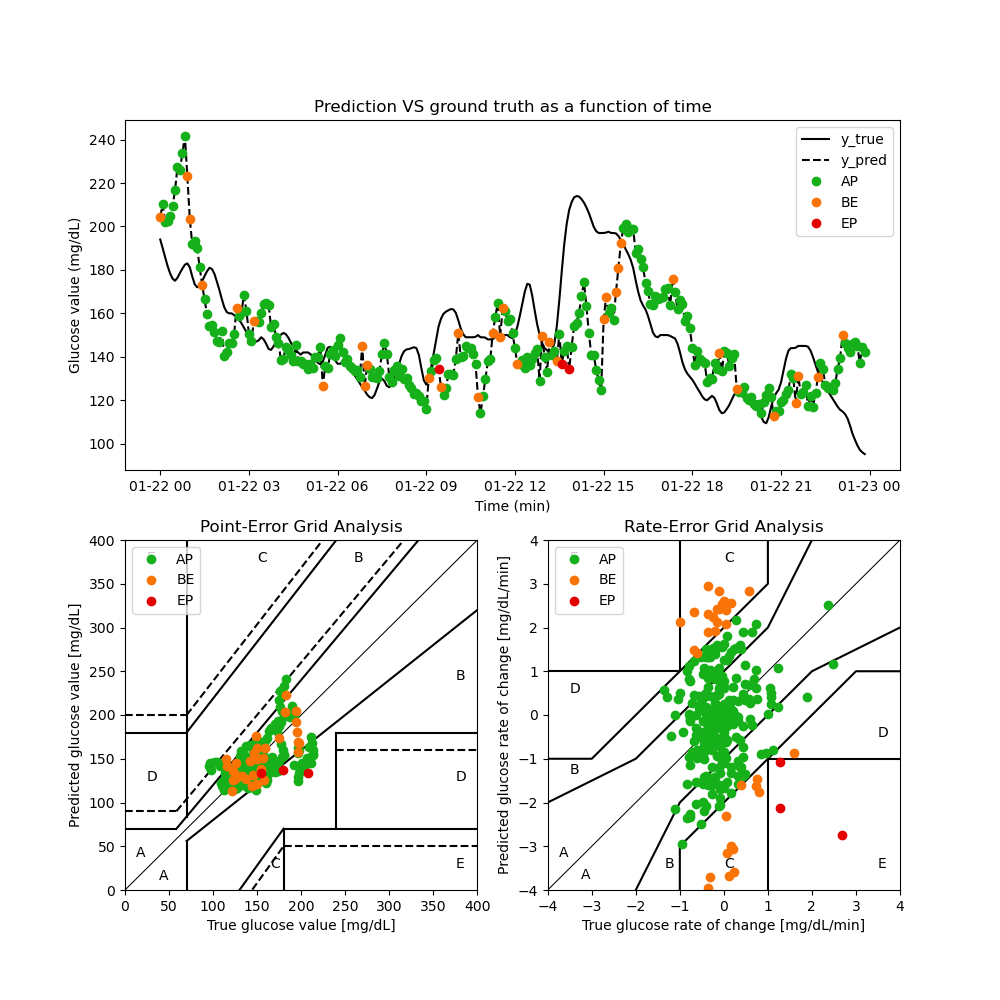 Prediction VS ground truth as a function of time
Glucose value (mg/dL)
240
220
200
180
160
140
120
100
y_true
y_pred
AP
BE
EP
01-22 00 01-22 03 01-22 06 01-22 09 01-22 12 01-22 15 01-22 18 01-22 21 01-23 00
Time (min)
Point-Error Grid Analysis
Predicted glucose value [mg/dL]
400
350
300
250
200
150
100
50
0
AP
BE
EP
C
B
B
D
D
A
A
C
E
0 50 100 150 200 250 300 350 400
True glucose value [mg/dL]
Rate-Error Grid Analysis
Predicted glucose rate of change [mg/dL/min]
4
3
2
1
0
−1
−2
−3
−4
AP
BE
EP
C
D
D
B
A
A
B
C
E
−4 −3 −2 −1 0 1 2 3 4
True glucose rate of change [mg/dL/min]